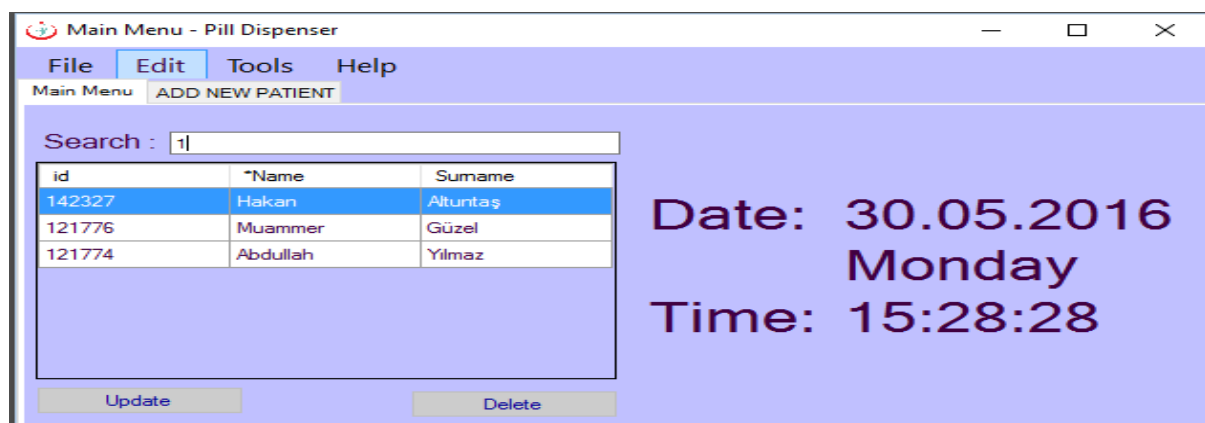 Main Menu - Pill Dispenser
File Edit Tools Help
Main Menu ADD NEW PATIENT
Search : 1
id *Name Surname
142327 Hakan Altuntaş
121776 Muammer Güzel
121774 Abdullah Yılmaz
Date: 30.05.2016
Monday
Time: 15:28:28
Update Delete